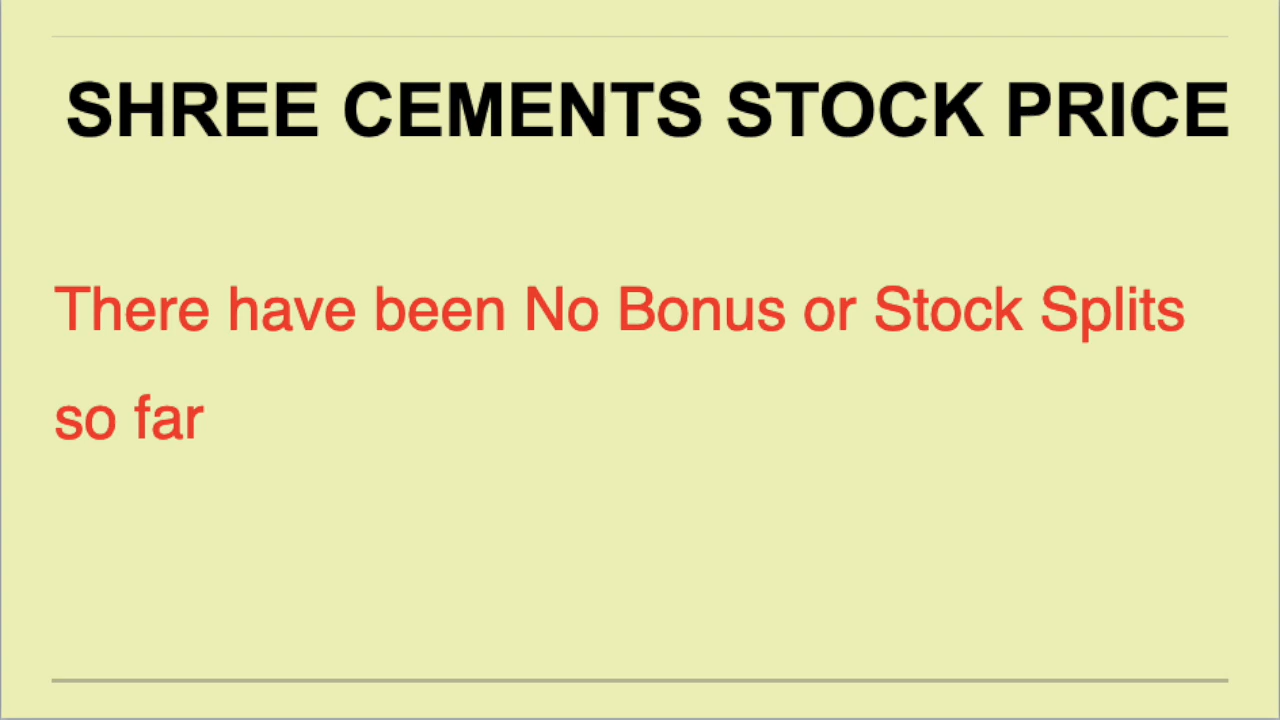 SHREE CEMENTS STOCK PRICE
There have been No Bonus or Stock Splits
so far